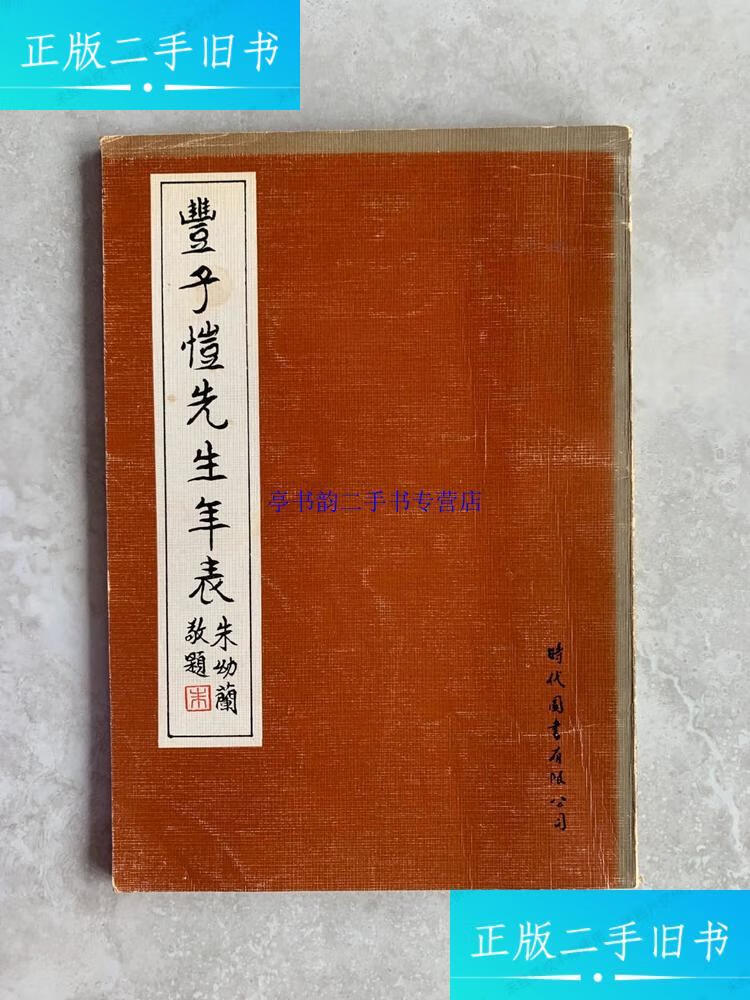 正版二手旧书
豐子愷先生年表
朱幼蘭
敬題
朱
亭书韵二手书专营店
時代圖書有限公司
正版二手旧书